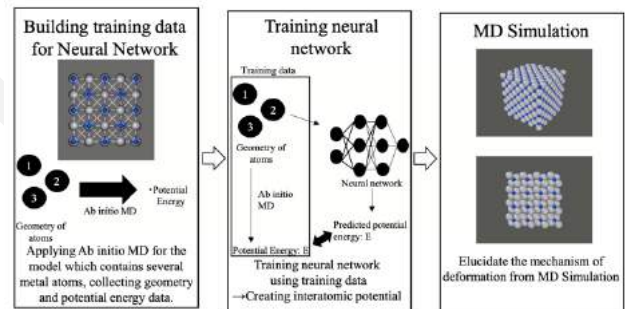 Building training data
for Neural Network
1
2
3
Ab initio MD
・Potential
Energy
Geometry of
atoms
Applying Ab initio MD for the
model which contains several
metal atoms, collecting geometry
and potential energy data.
Training neural
network
Training data
1
2
3
Geometry of
atoms
Neural network
Ab initio
MD
Predicted potential
energy: E
Potential Energy: E
Training neural network
using training data
→Creating interatomic potential
MD Simulation
Elucidate the mechanism of
deformation from MD Simulation